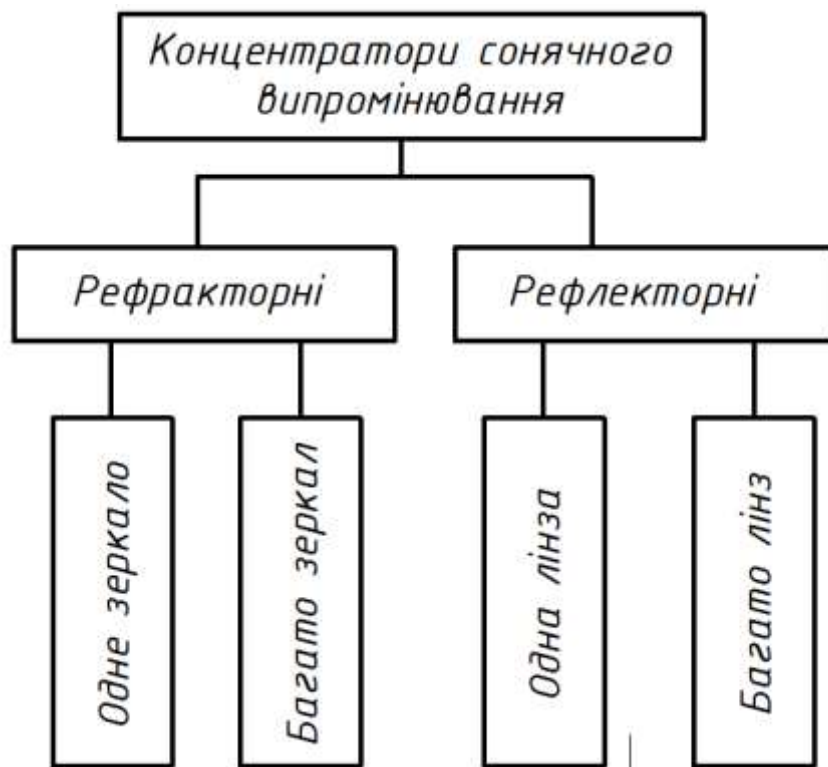 Концентратори сонячного
випромінювання
Рефракторні
Рефлекторні
Одне зеркало
Багато зеркал
Одна лінза
Багато лінз